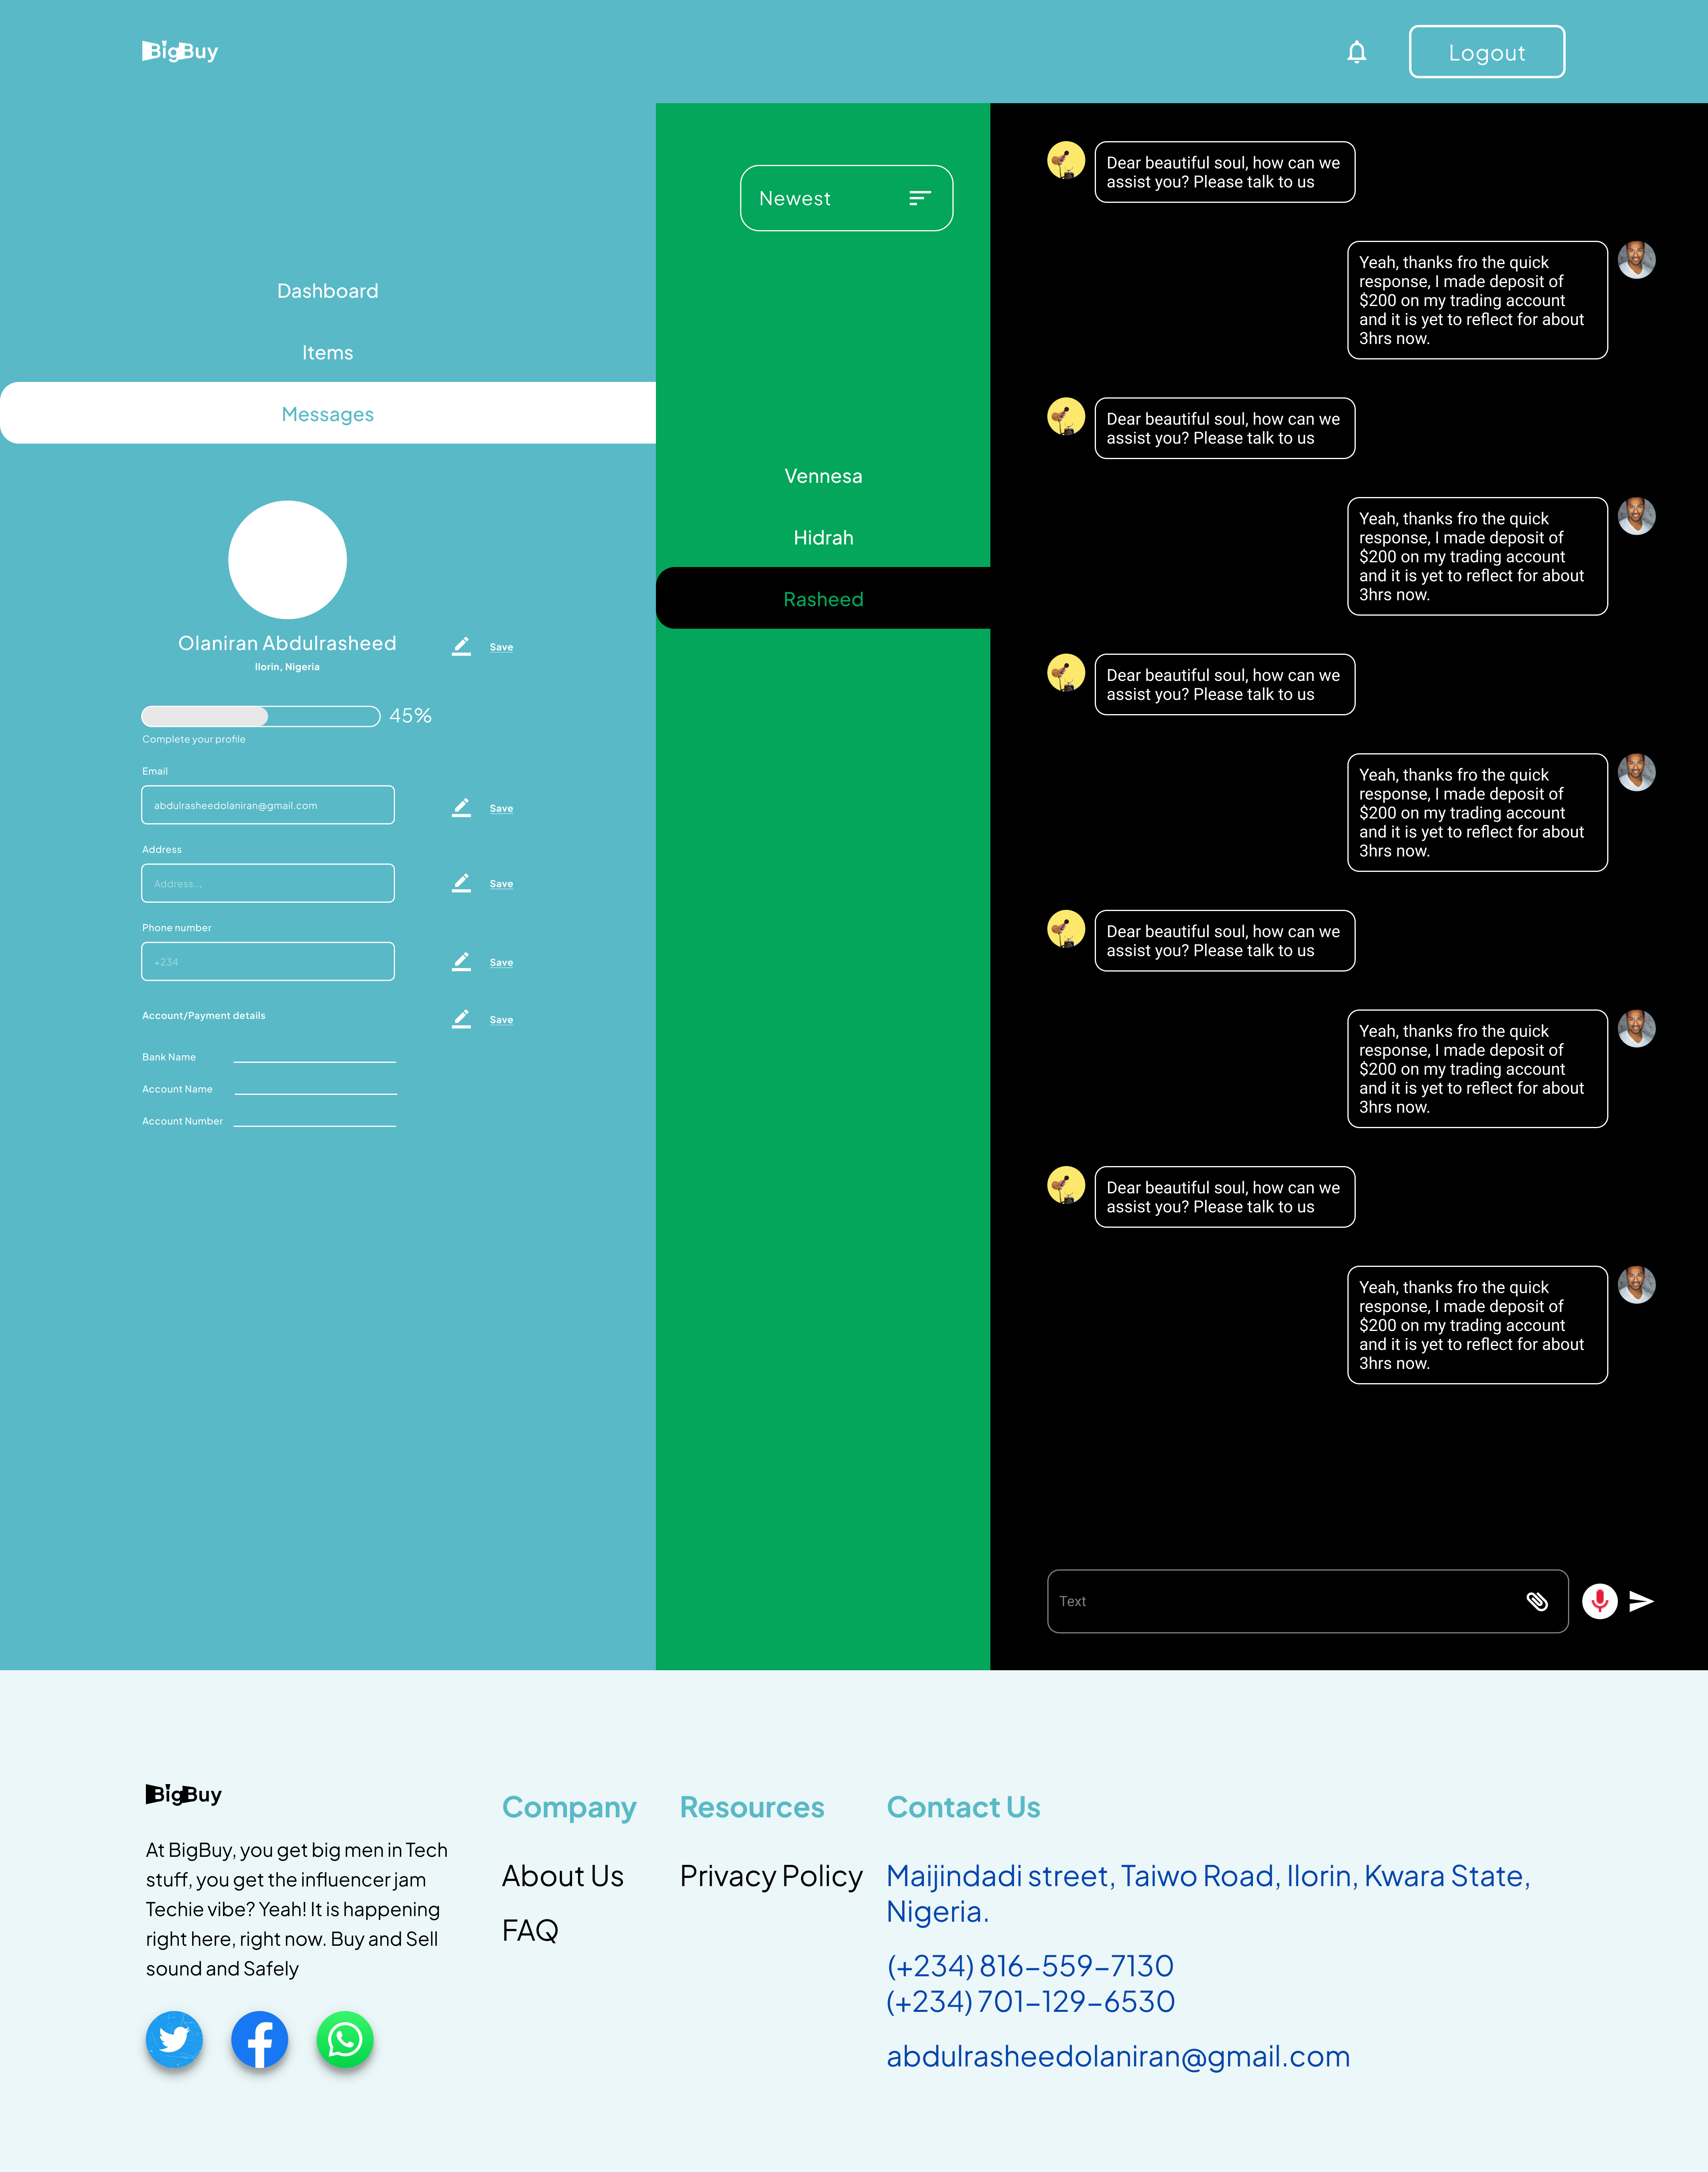 BigBuy
Logout
Dashboard
Items
Messages
Olaniran Abdulrasheed
Save
Ilorin, Nigeria
45%
Complete your profile
Email
abdulrasheedolaniran@gmail.com
Save
Address
Address...
Save
Phone number
+234
Save
Account/Payment details
Save
Bank Name
Account Name
Account Number
Newest
Vennesa
Hidrah
Rasheed
Dear beautiful soul, how can we
assist you? Please talk to us
Yeah, thanks fro the quick
response, I made deposit of
$200 on my trading account
and it is yet to reflect for about
3hrs now.
Dear beautiful soul, how can we
assist you? Please talk to us
Yeah, thanks fro the quick
response, I made deposit of
$200 on my trading account
and it is yet to reflect for about
3hrs now.
Dear beautiful soul, how can we
assist you? Please talk to us
Yeah, thanks fro the quick
response, I made deposit of
$200 on my trading account
and it is yet to reflect for about
3hrs now.
Dear beautiful soul, how can we
assist you? Please talk to us
Yeah, thanks fro the quick
response, I made deposit of
$200 on my trading account
and it is yet to reflect for about
3hrs now.
Dear beautiful soul, how can we
assist you? Please talk to us
Yeah, thanks fro the quick
response, I made deposit of
$200 on my trading account
and it is yet to reflect for about
3hrs now.
Text
BigBuy
At BigBuy, you get big men in Tech
stuff, you get the influencer jam
Techie vibe? Yeah! It is happening
right here, right now. Buy and Sell
sound and Safely
Company
About Us
FAQ
Resources
Privacy Policy
Contact Us
Maijindadi street, Taiwo Road, Ilorin, Kwara State,
Nigeria.
(+234) 816-559-7130
(+234) 701-129-6530
abdulrasheedolaniran@gmail.com